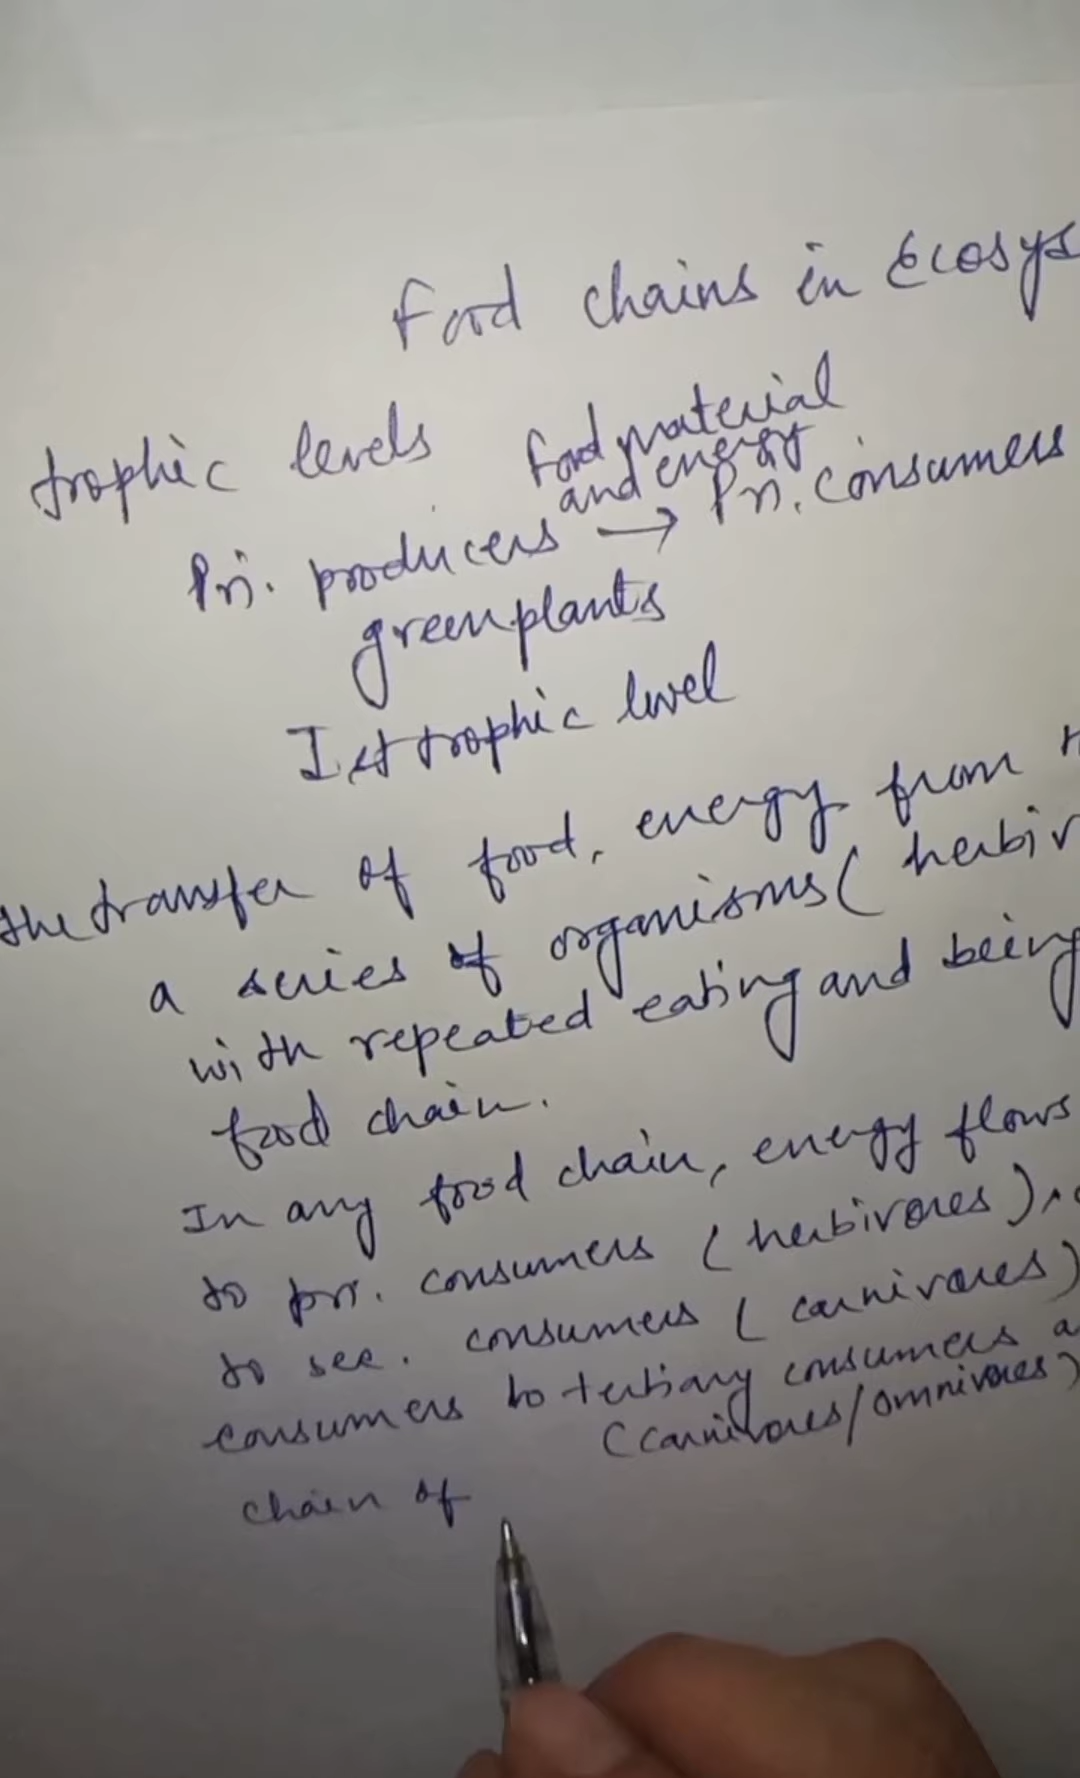 Food chains in Ecosys
trophic levels
food material
and energy
Pri. producers → Pri. consumers
green plants
Ist trophic level
the transfer of food, energy from
a series of organisms ( herbiv
with repeated eating and being
food chain.
In any food chain, energy flows
to pri. consumers ( herbivores ),
to sec. consumers ( carnivores )
consumers to tertiary consumers a
(carnivores/omnivores)
chain of